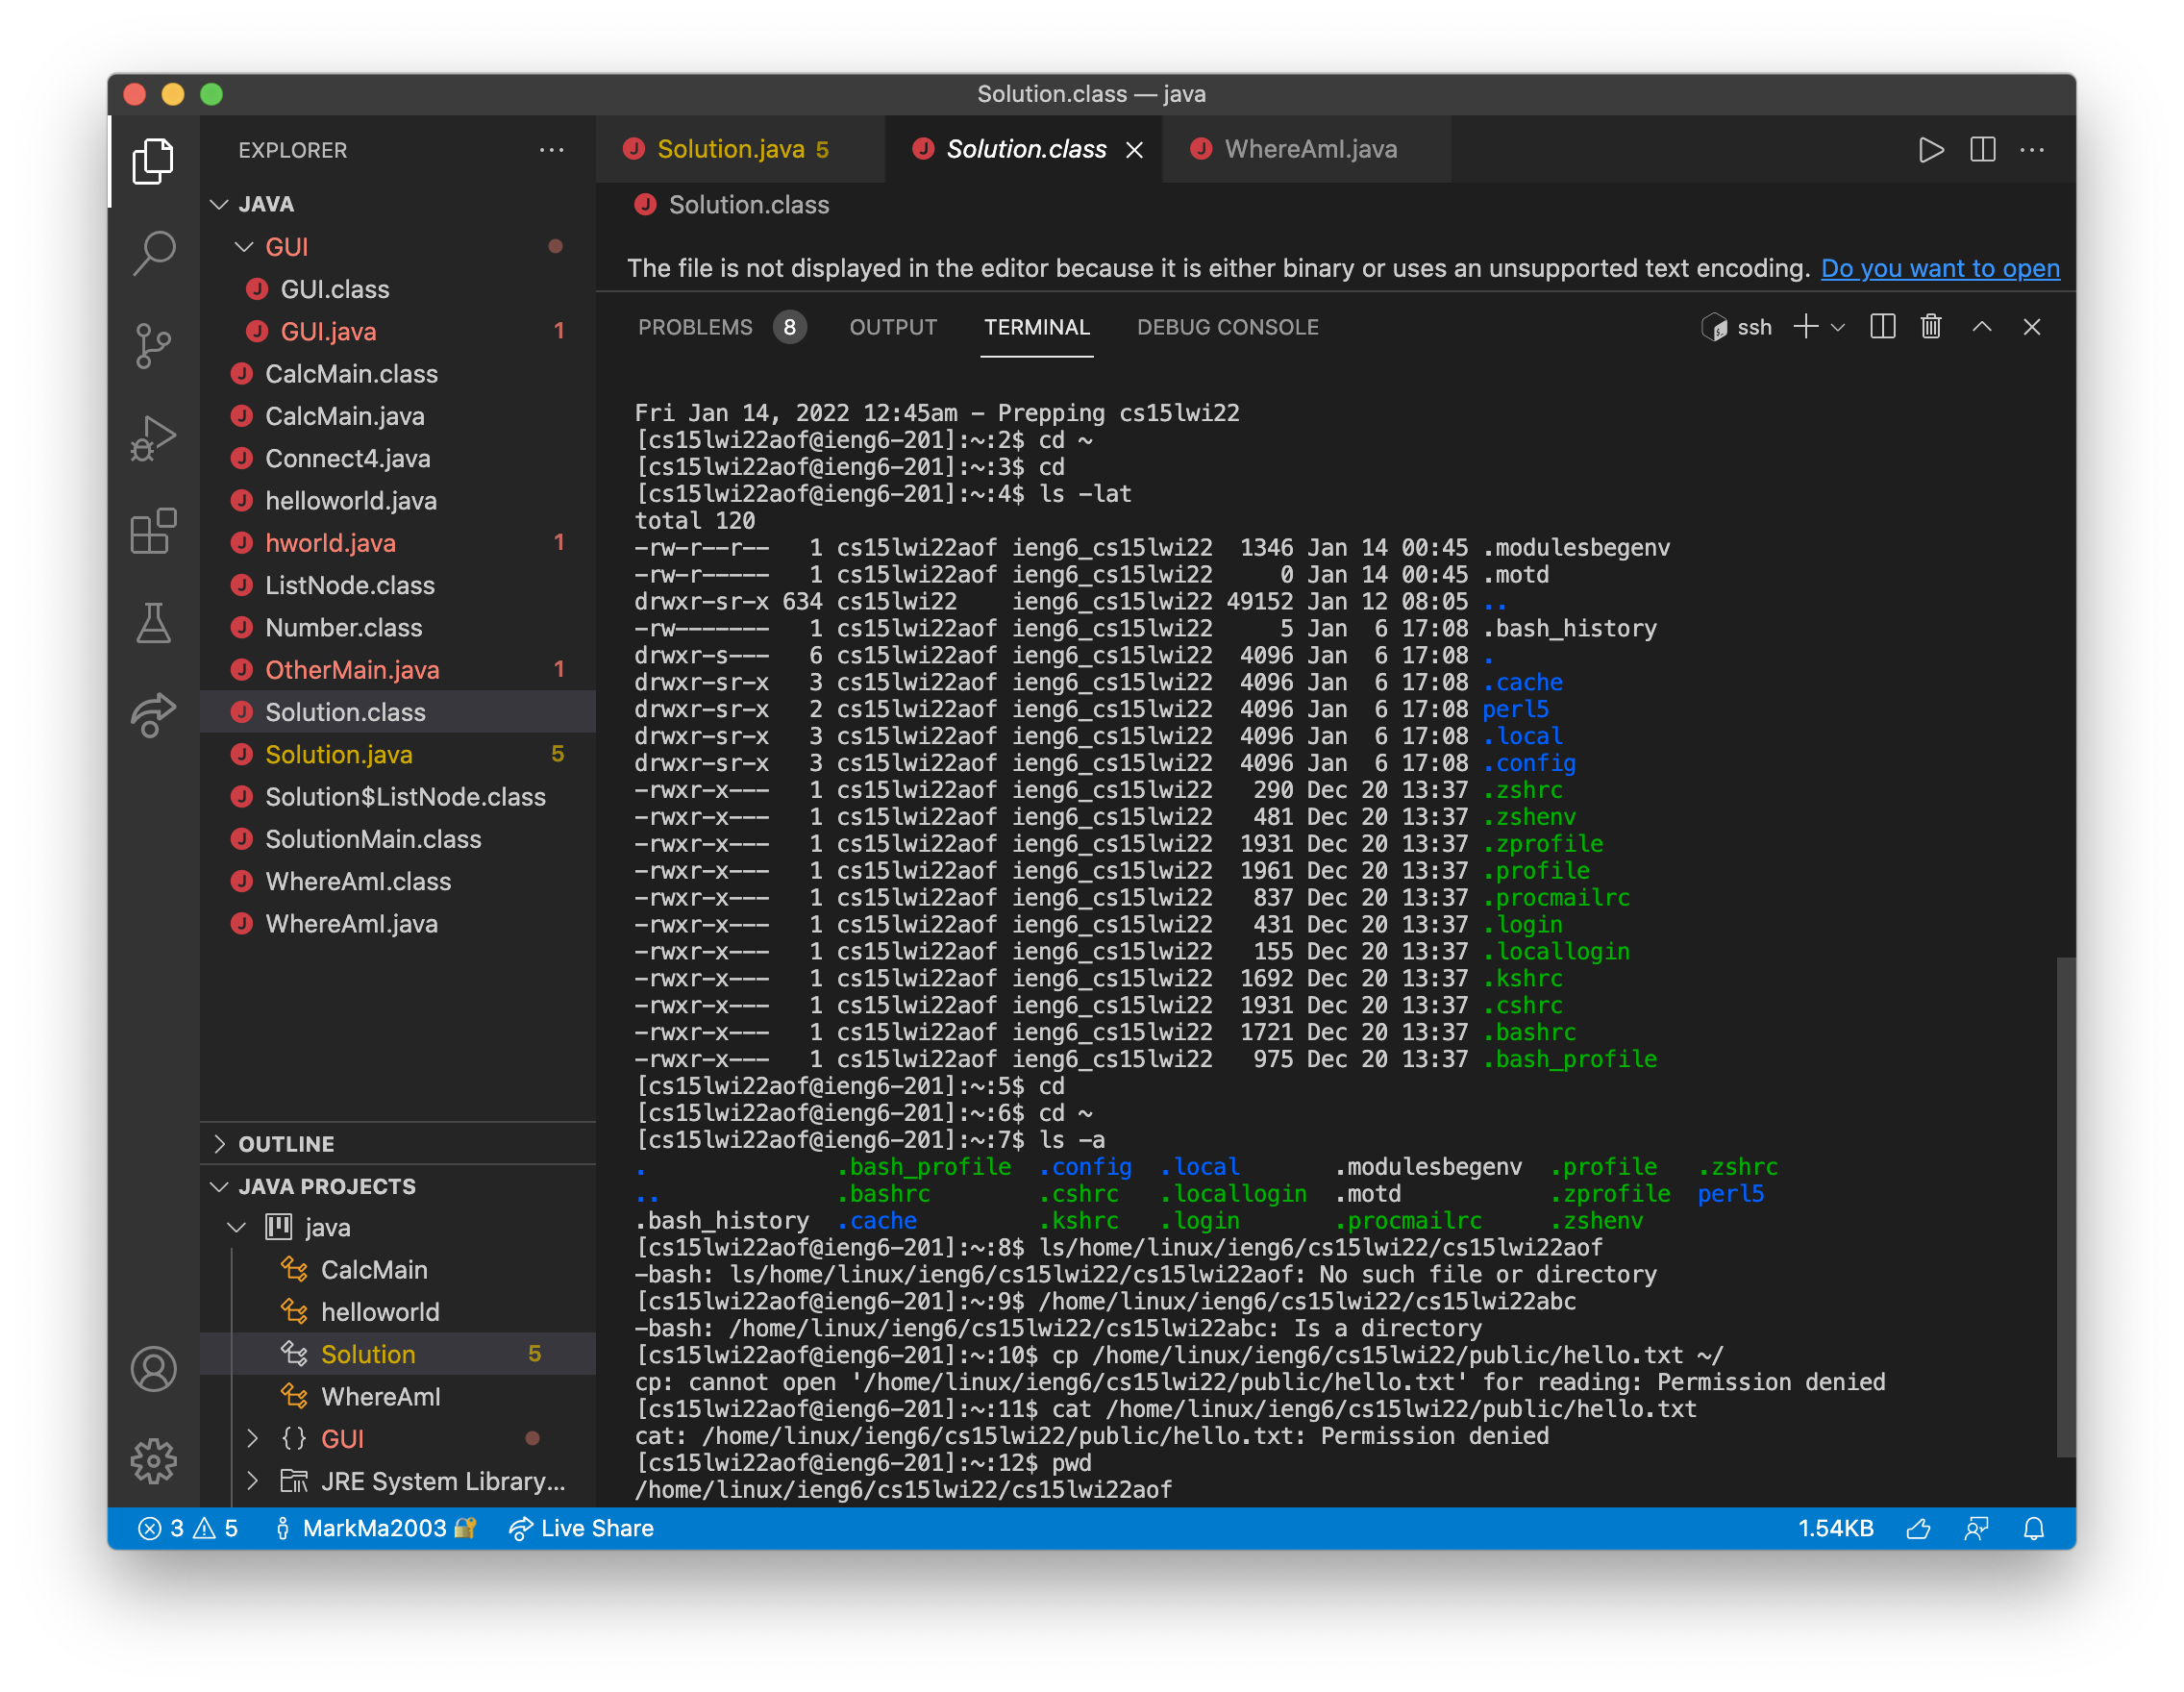 Solution.class — java
EXPLORER
JAVA
GUI
GUI.class
GUI.java 1
CalcMain.class
CalcMain.java
Connect4.java
helloworld.java
hworld.java 1
ListNode.class
Number.class
OtherMain.java 1
Solution.class
Solution.java 5
Solution$ListNode.class
SolutionMain.class
WhereAmI.class
WhereAmI.java
OUTLINE
JAVA PROJECTS
java
CalcMain
helloworld
Solution 5
WhereAmI
{} GUI
JRE System Library...
Solution.java 5 Solution.class WhereAmI.java
Solution.class
The file is not displayed in the editor because it is either binary or uses an unsupported text encoding. Do you want to open
PROBLEMS 8 OUTPUT TERMINAL DEBUG CONSOLE ssh
Fri Jan 14, 2022 12:45am - Prepping cs15lwi22
[cs15lwi22aof@ieng6-201]:~:2$ cd ~
[cs15lwi22aof@ieng6-201]:~:3$ cd
[cs15lwi22aof@ieng6-201]:~:4$ ls -lat
total 120
-rw-r--r--   1 cs15lwi22aof ieng6_cs15lwi22  1346 Jan 14 00:45 .modulesbegenv
-rw-r-----   1 cs15lwi22aof ieng6_cs15lwi22     0 Jan 14 00:45 .motd
drwxr-sr-x 634 cs15lwi22    ieng6_cs15lwi22 49152 Jan 12 08:05 ..
-rw-------   1 cs15lwi22aof ieng6_cs15lwi22     5 Jan  6 17:08 .bash_history
drwxr-s---   6 cs15lwi22aof ieng6_cs15lwi22  4096 Jan  6 17:08 .
drwxr-sr-x   3 cs15lwi22aof ieng6_cs15lwi22  4096 Jan  6 17:08 .cache
drwxr-sr-x   2 cs15lwi22aof ieng6_cs15lwi22  4096 Jan  6 17:08 perl5
drwxr-sr-x   3 cs15lwi22aof ieng6_cs15lwi22  4096 Jan  6 17:08 .local
drwxr-sr-x   3 cs15lwi22aof ieng6_cs15lwi22  4096 Jan  6 17:08 .config
-rwxr-x---   1 cs15lwi22aof ieng6_cs15lwi22   290 Dec 20 13:37 .zshrc
-rwxr-x---   1 cs15lwi22aof ieng6_cs15lwi22   481 Dec 20 13:37 .zshenv
-rwxr-x---   1 cs15lwi22aof ieng6_cs15lwi22  1931 Dec 20 13:37 .zprofile
-rwxr-x---   1 cs15lwi22aof ieng6_cs15lwi22  1961 Dec 20 13:37 .profile
-rwxr-x---   1 cs15lwi22aof ieng6_cs15lwi22   837 Dec 20 13:37 .procmailrc
-rwxr-x---   1 cs15lwi22aof ieng6_cs15lwi22   431 Dec 20 13:37 .login
-rwxr-x---   1 cs15lwi22aof ieng6_cs15lwi22   155 Dec 20 13:37 .locallogin
-rwxr-x---   1 cs15lwi22aof ieng6_cs15lwi22  1692 Dec 20 13:37 .kshrc
-rwxr-x---   1 cs15lwi22aof ieng6_cs15lwi22  1931 Dec 20 13:37 .cshrc
-rwxr-x---   1 cs15lwi22aof ieng6_cs15lwi22  1721 Dec 20 13:37 .bashrc
-rwxr-x---   1 cs15lwi22aof ieng6_cs15lwi22   975 Dec 20 13:37 .bash_profile
[cs15lwi22aof@ieng6-201]:~:5$ cd
[cs15lwi22aof@ieng6-201]:~:6$ cd ~
[cs15lwi22aof@ieng6-201]:~:7$ ls -a
.              .bash_profile  .config  .local       .modulesbegenv  .profile   .zshrc
..             .bashrc        .cshrc   .locallogin  .motd           .zprofile  perl5
.bash_history  .cache         .kshrc   .login       .procmailrc     .zshenv
[cs15lwi22aof@ieng6-201]:~:8$ ls/home/linux/ieng6/cs15lwi22/cs15lwi22aof
-bash: ls/home/linux/ieng6/cs15lwi22/cs15lwi22aof: No such file or directory
[cs15lwi22aof@ieng6-201]:~:9$ /home/linux/ieng6/cs15lwi22/cs15lwi22abc
-bash: /home/linux/ieng6/cs15lwi22/cs15lwi22abc: Is a directory
[cs15lwi22aof@ieng6-201]:~:10$ cp /home/linux/ieng6/cs15lwi22/public/hello.txt ~/
cp: cannot open '/home/linux/ieng6/cs15lwi22/public/hello.txt' for reading: Permission denied
[cs15lwi22aof@ieng6-201]:~:11$ cat /home/linux/ieng6/cs15lwi22/public/hello.txt
cat: /home/linux/ieng6/cs15lwi22/public/hello.txt: Permission denied
[cs15lwi22aof@ieng6-201]:~:12$ pwd
/home/linux/ieng6/cs15lwi22/cs15lwi22aof
3 5 MarkMa2003 Live Share 1.54KB